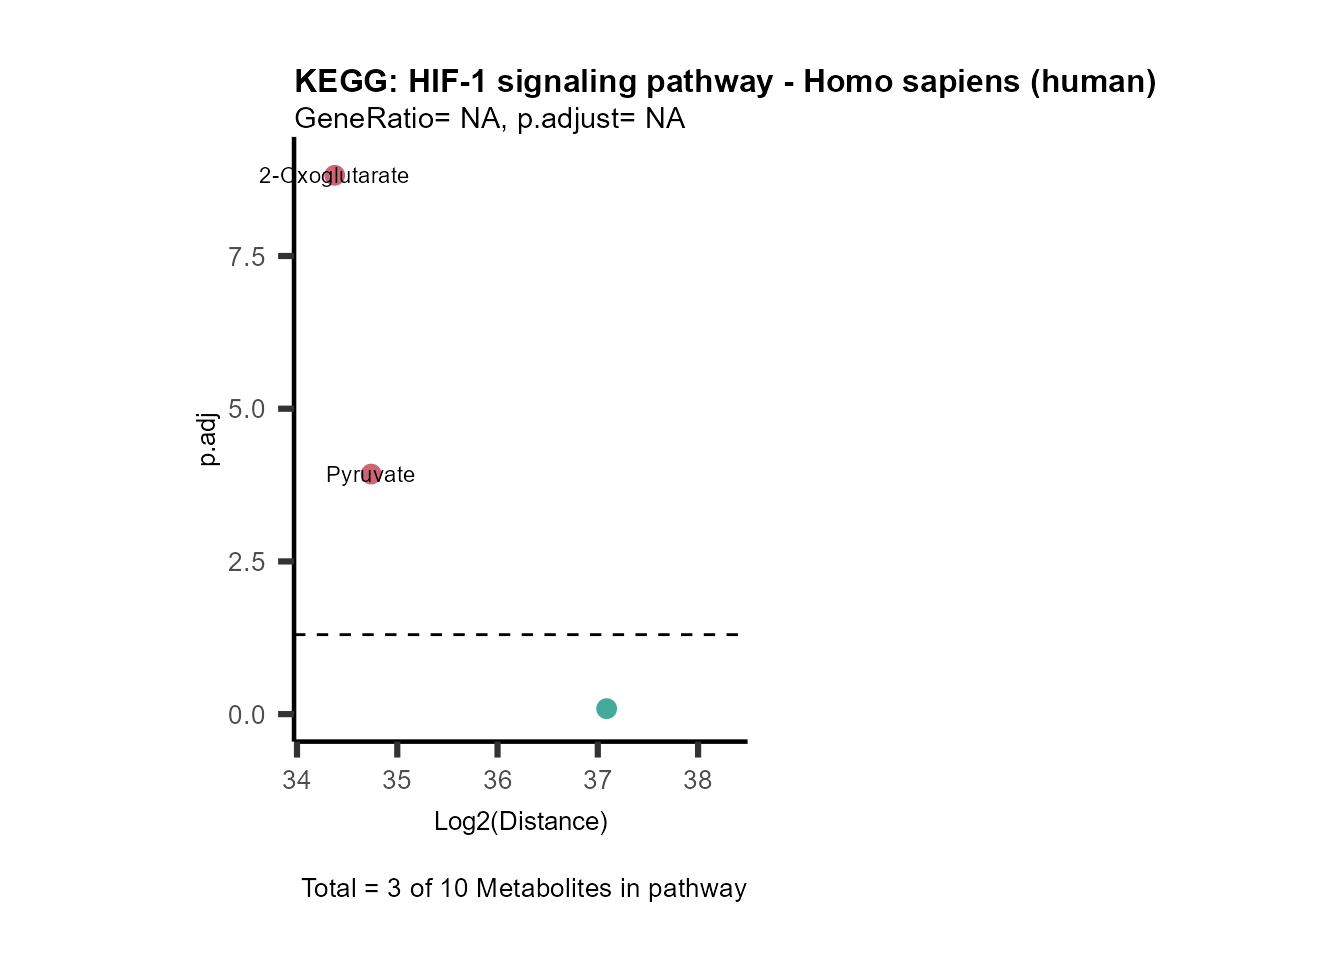 KEGG: HIF-1 signaling pathway - Homo sapiens (human)
GeneRatio= NA, p.adjust= NA
2-Oxoglutarate
7.5
5.0
p.adj
Pyruvate
2.5
0.0
34 35 36 37 38
Log2(Distance)
Total = 3 of 10 Metabolites in pathway